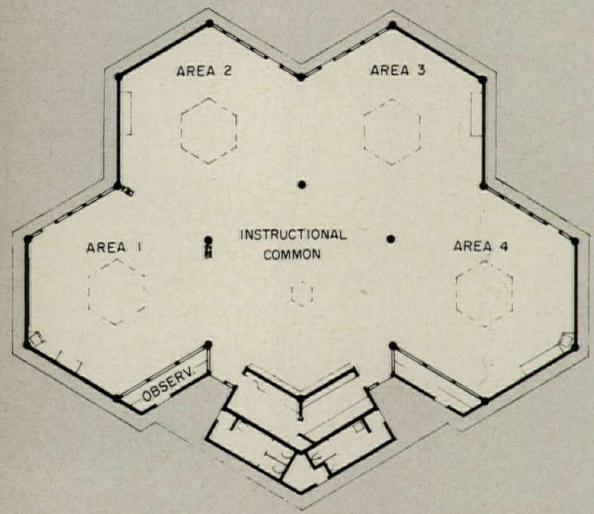 AREA 2
AREA 3
AREA 1
INSTRUCTIONAL
COMMON
AREA 4
OBSERV.